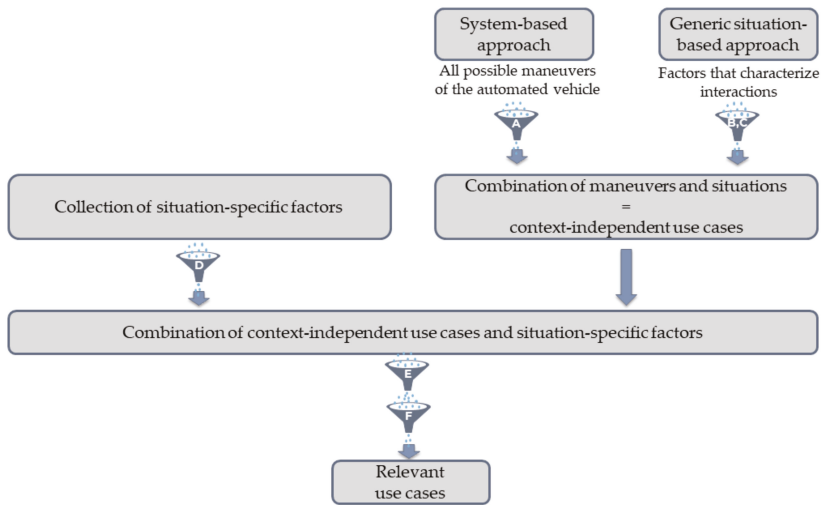 System-based
approach
Generic situation-
based approach
All possible maneuvers
of the automated vehicle
Factors that characterize
interactions
A
B,C
Collection of situation-specific factors
Combination of maneuvers and situations
=
context-independent use cases
D
Combination of context-independent use cases and situation-specific factors
E
F
Relevant
use cases